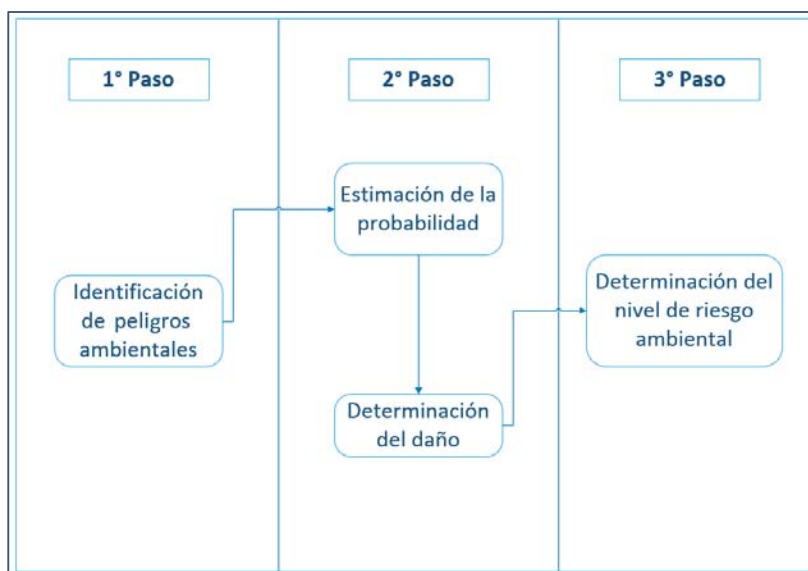 1° Paso
2° Paso
3° Paso
Identificación
de peligros
ambientales
Estimación de la
probabilidad
Determinación
del daño
Determinación del
nivel de riesgo
ambiental